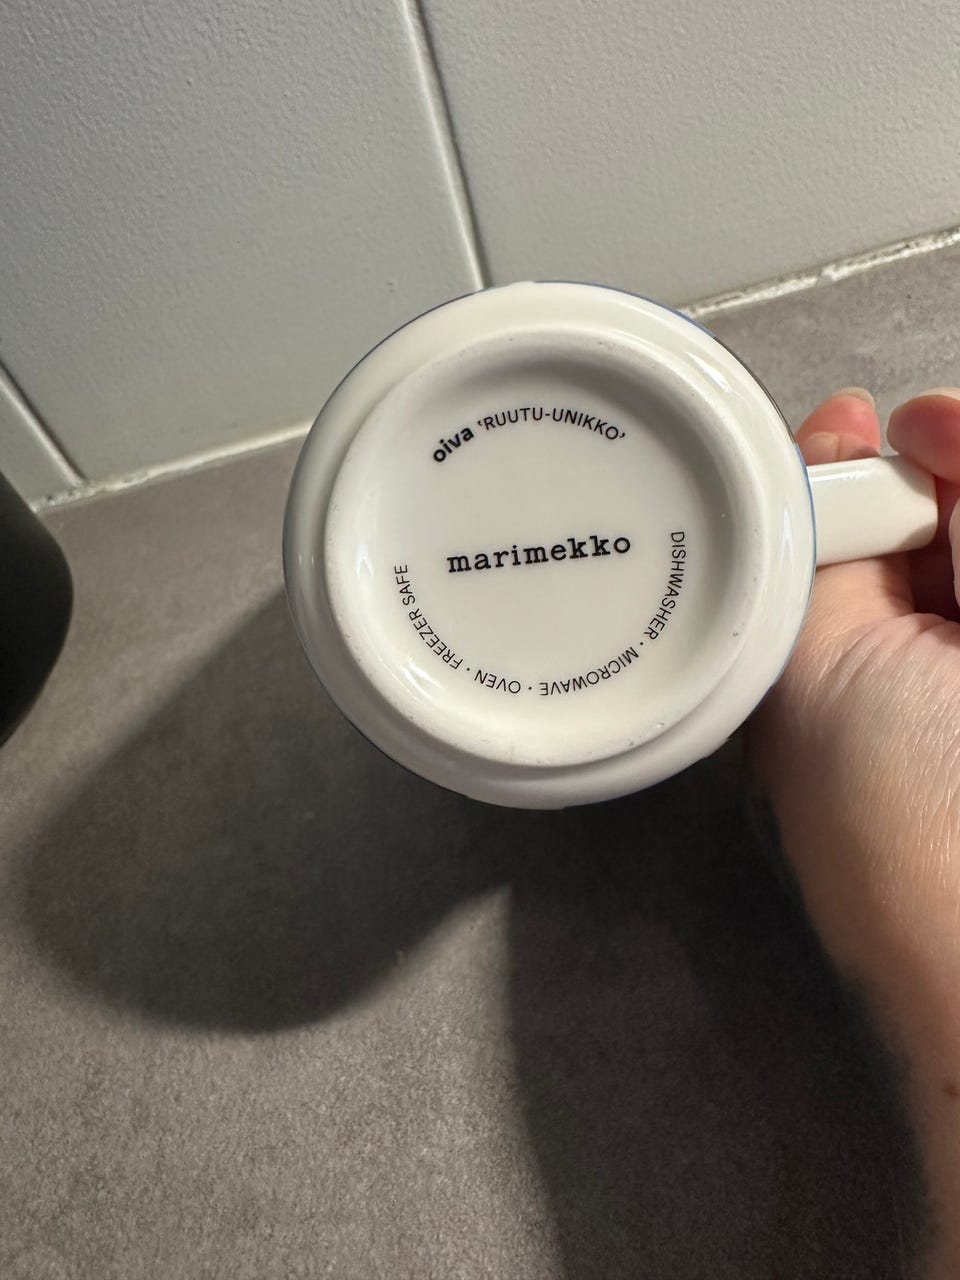 oiva ‘RUUTU-UNIKKO’
marimekko
DISHWASHER · MICROWAVE · OVEN · FREEZER SAFE